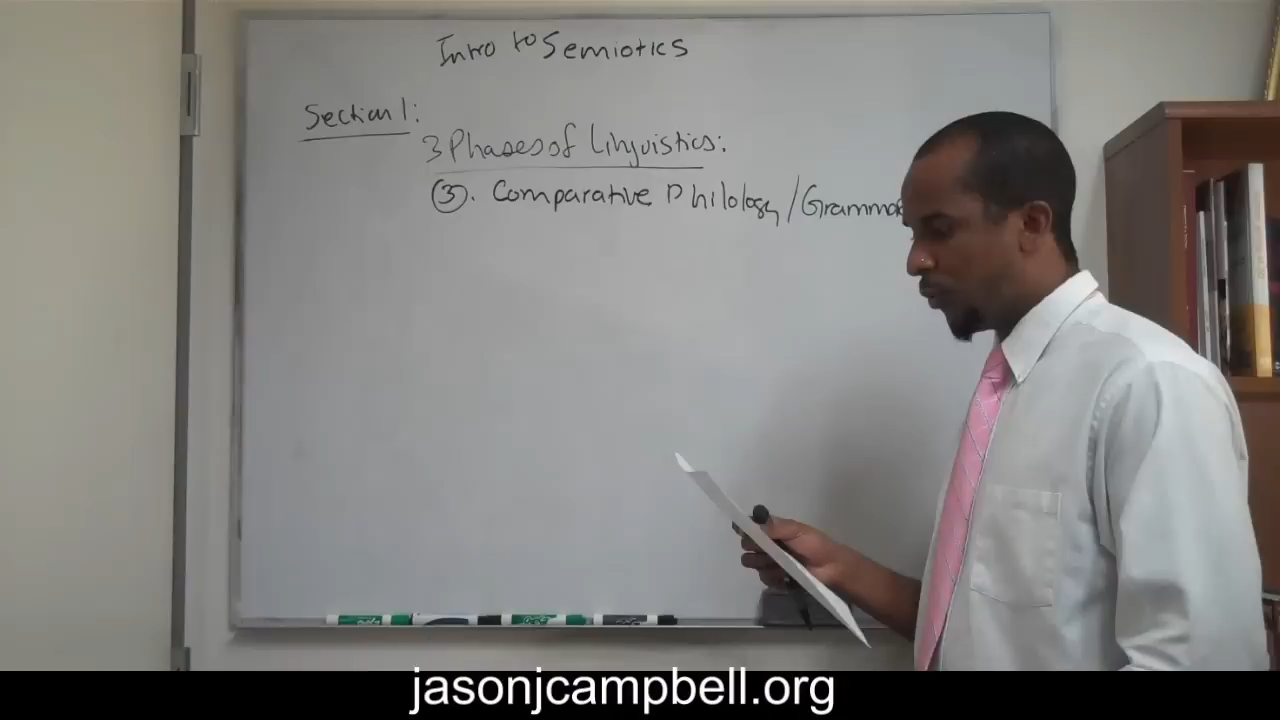 Intro to Semiotics
Section 1:
3 Phases of Linguistics:
③. Comparative Philology/Grammar
jasonjcampbell.org